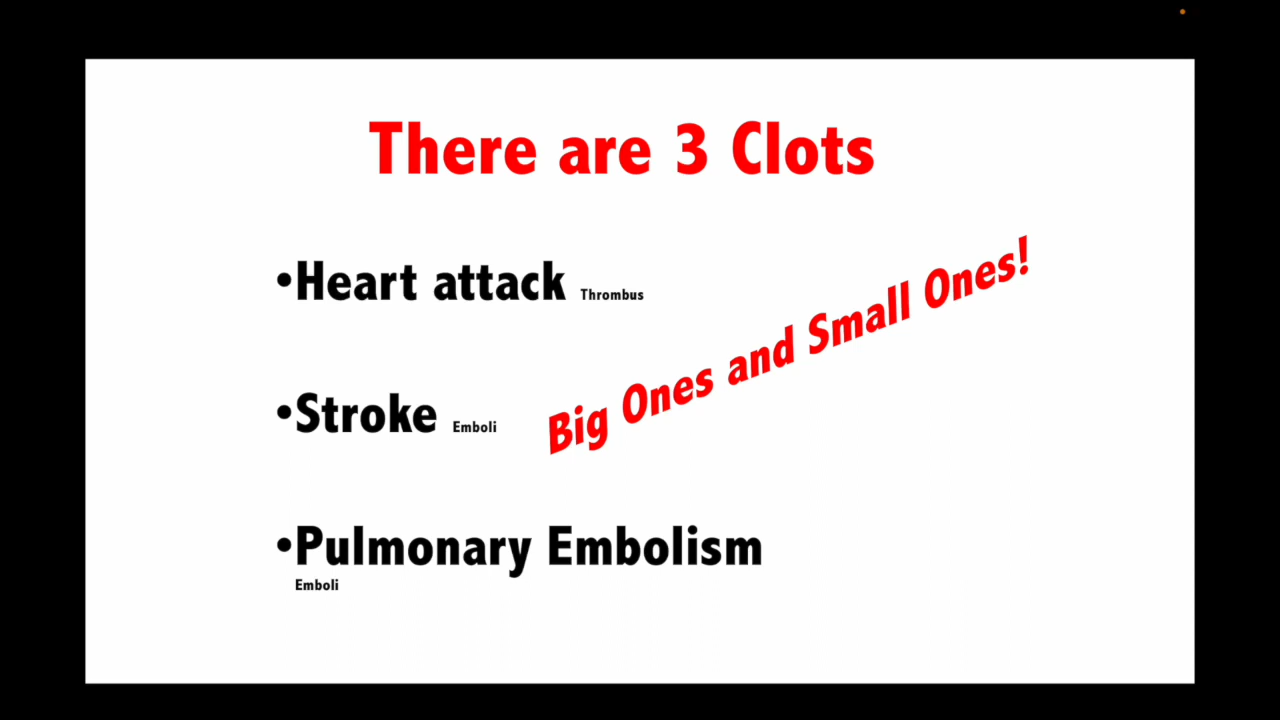 There are 3 Clots
•Heart attack Thrombus
Big Ones and Small Ones!
•Stroke Emboli
•Pulmonary Embolism
Emboli